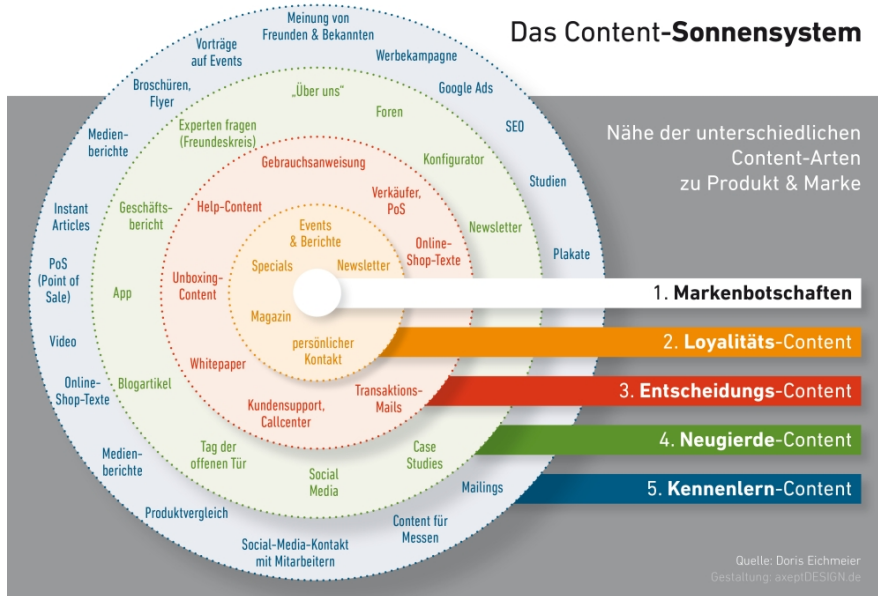 Das Content-Sonnensystem
Nähe der unterschiedlichen
Content-Arten
zu Produkt & Marke
Meinung von
Freunden & Bekannten
Werbekampagne
Google Ads
SEO
Studien
Plakate
Mailings
Content für
Messen
Social-Media-Kontakt
mit Mitarbeitern
Produktvergleich
Medien-
berichte
Online-
Shop-Texte
Video
PoS
(Point of
Sale)
Instant
Articles
Medien-
berichte
Broschüren,
Flyer
Vorträge
auf Events
„Über uns“
Foren
Konfigurator
Newsletter
Case
Studies
Social
Media
Tag der
offenen Tür
Blogartikel
App
Geschäfts-
bericht
Experten fragen
(Freundeskreis)
Gebrauchsanweisung
Verkäufer,
PoS
Online-
Shop-Texte
Transaktions-
Mails
Kundensupport,
Callcenter
Whitepaper
Unboxing-
Content
Help-Content
Events
& Berichte
Newsletter
persönlicher
Kontakt
Magazin
Specials
1. Markenbotschaften
2. Loyalitäts-Content
3. Entscheidungs-Content
4. Neugierde-Content
5. Kennenlern-Content
Quelle: Doris Eichmeier
Gestaltung: axeptDESIGN.de